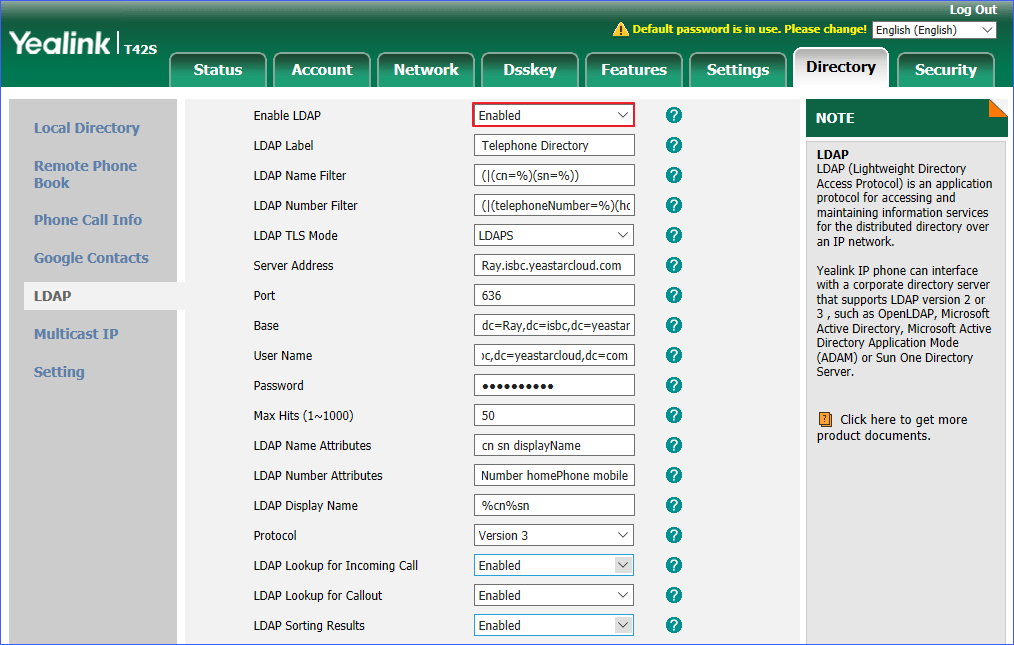 Log Out
Yealink T42S
Default password is in use. Please change!
English (English)
Status
Account
Network
Dsskey
Features
Settings
Directory
Security
Local Directory
Remote Phone
Book
Phone Call Info
Google Contacts
LDAP
Multicast IP
Setting
Enable LDAP Enabled ?
LDAP Label Telephone Directory ?
LDAP Name Filter (|(cn=%)(sn=%)) ?
LDAP Number Filter (|(telephoneNumber=%)(ho ?
LDAP TLS Mode LDAPS ?
Server Address Ray.isbc.yeastarcloud.com ?
Port 636 ?
Base dc=Ray,dc=isbc,dc=yeastar ?
User Name bc,dc=yeastarcloud,dc=com ?
Password ●●●●●●●●●● ?
Max Hits (1~1000) 50 ?
LDAP Name Attributes cn sn displayName ?
LDAP Number Attributes Number homePhone mobile ?
LDAP Display Name %cn%sn ?
Protocol Version 3 ?
LDAP Lookup for Incoming Call Enabled ?
LDAP Lookup for Callout Enabled ?
LDAP Sorting Results Enabled ?
NOTE
LDAP
LDAP (Lightweight Directory
Access Protocol) is an application
protocol for accessing and
maintaining information services
for the distributed directory over
an IP network.
Yealink IP phone can interface
with a corporate directory server
that supports LDAP version 2 or
3 , such as OpenLDAP, Microsoft
Active Directory, Microsoft Active
Directory Application Mode
(ADAM) or Sun One Directory
Server.
? Click here to get more
product documents.